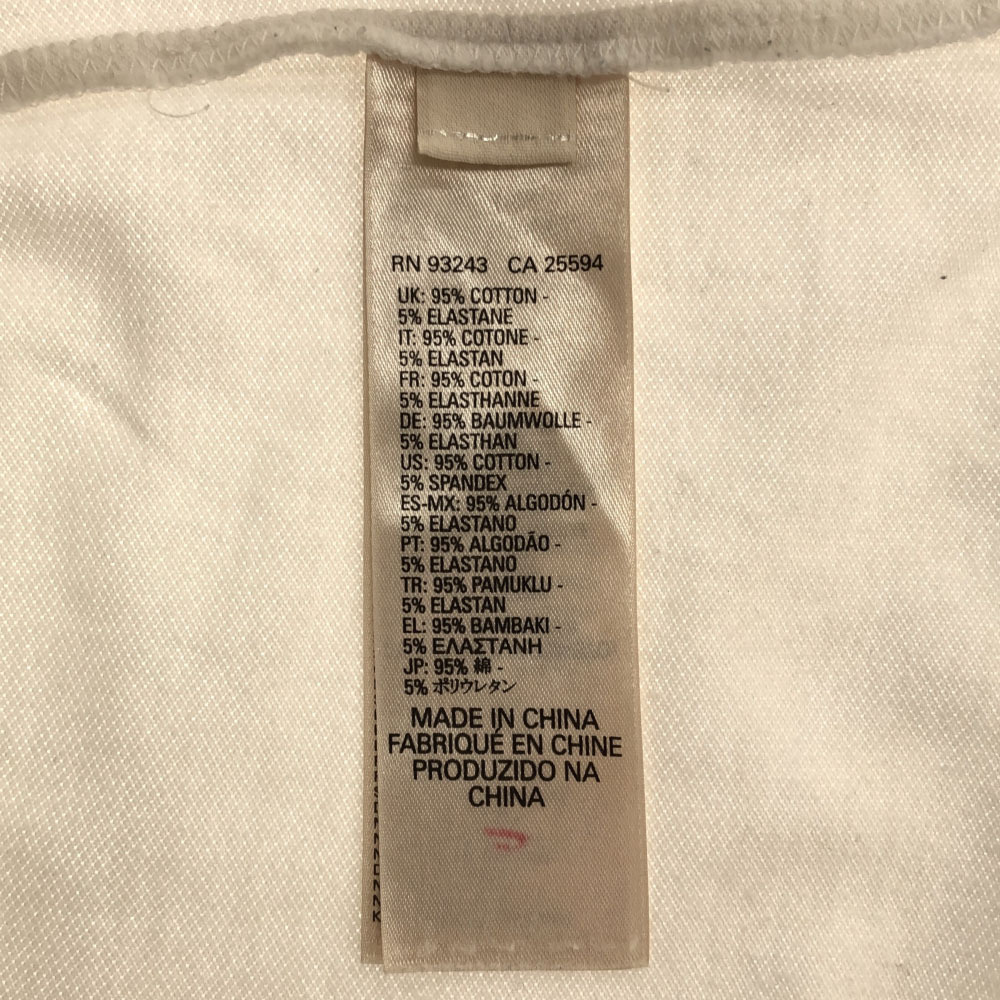 RN 93243 CA 25594
UK: 95% COTTON -
5% ELASTANE
IT: 95% COTONE -
5% ELASTAN
FR: 95% COTON -
5% ELASTHANNE
DE: 95% BAUMWOLLE -
5% ELASTHAN
US: 95% COTTON -
5% SPANDEX
ES-MX: 95% ALGODÓN -
5% ELASTANO
PT: 95% ALGODÃO -
5% ELASTANO
TR: 95% PAMUKLU -
5% ELASTAN
EL: 95% BAMBAKI -
5% ΕΛΑΣΤΑΝΗ
JP: 95% 綿 -
5% ポリウレタン
MADE IN CHINA
FABRIQUÉ EN CHINE
PRODUZIDO NA
CHINA